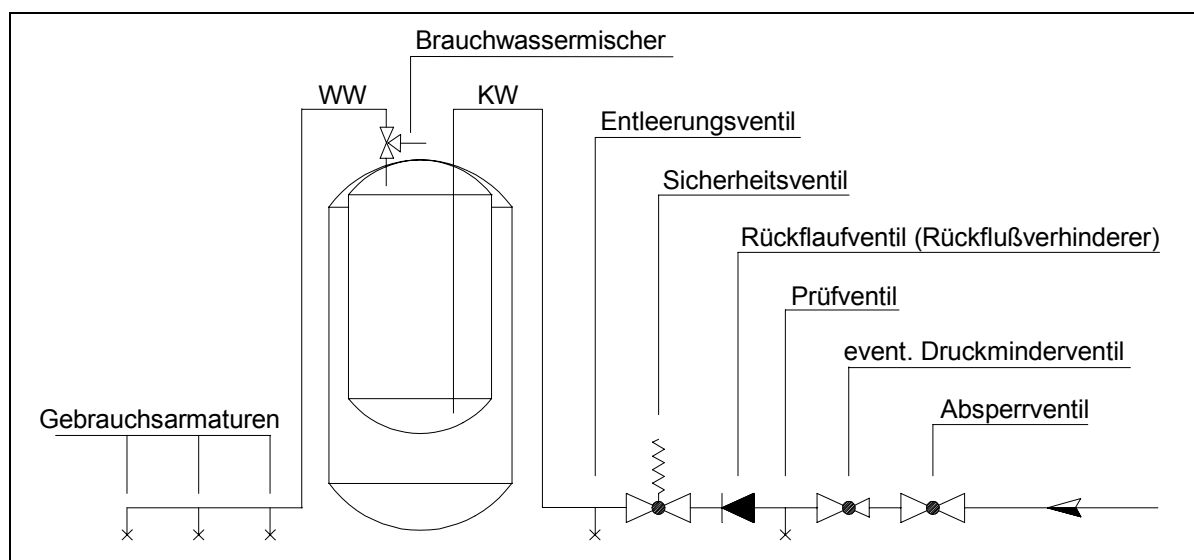 Brauchwassermischer
WW
KW
Entleerungsventil
Sicherheitsventil
Rückflaufventil (Rückflußverhinderer)
Prüfventil
event. Druckminderventil
Gebrauchsarmaturen
Absperrventil